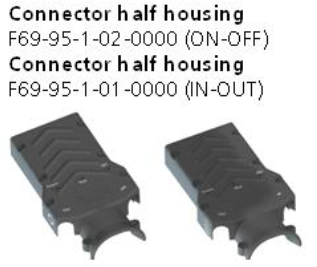 Connector half housing
F69-95-1-02-0000 (ON-OFF)
Connector half housing
F69-95-1-01-0000 (IN-OUT)